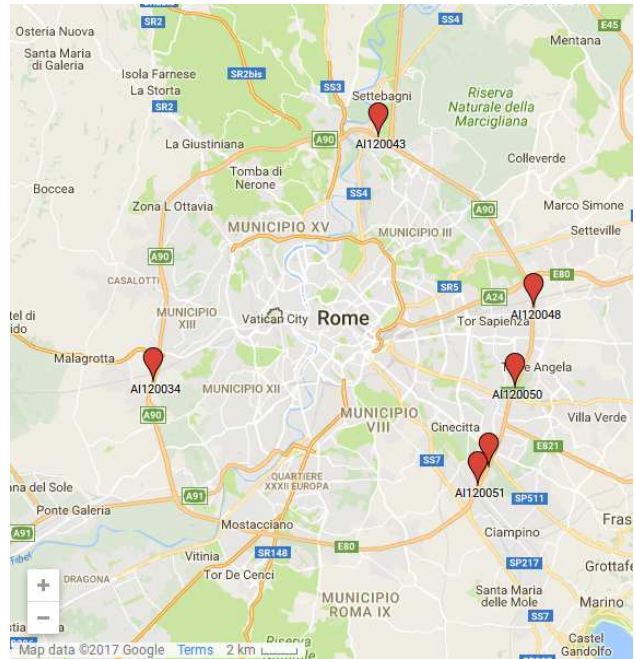 Osteria Nuova
SR2
SS4
E45
Mentana
Santa Maria
di Galeria
Isola Farnese
La Storta
SR2bis
SS3
Settebagni
Riserva
Naturale della
Marcigliana
SR2
A90
AI120043
La Giustiniana
Colleverde
Tomba di
Nerone
SS4
Boccea
Zona L Ottavia
A90
Marco Simone
MUNICIPIO XV
MUNICIPIO III
Setteville
A90
CASALOTTI
SR5
A24
E80
MUNICIPIO
XIII
Vatican City
Rome
Tor Sapienza
AI120048
Malagrotta
AI120034
MUNICIPIO XII
AI120050
A90
MUNICIPIO
VIII
Cinecitta
Villa Verde
SS7
E821
A91
QUARTIERE
XXXII EUROPA
AI120051
SP511
Ponte Galeria
A91
Mostacciano
Ciampino
Vitinia
SR148
E80
SP217
DRAGONA
Tor De Cenci
Santa Maria
delle Mole
Marino
MUNICIPIO
ROMA IX
SS7
Castel
Gandolfo
+
−
Map data ©2017 Google
Terms
2 km
Riserva